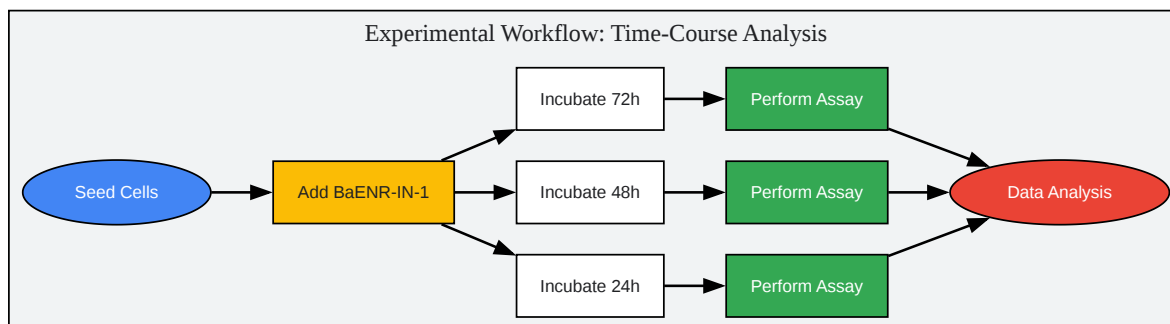 Experimental Workflow: Time-Course Analysis
Incubate 72h
Perform Assay
Seed Cells
Add BaENR-IN-1
Incubate 48h
Perform Assay
Data Analysis
Incubate 24h
Perform Assay